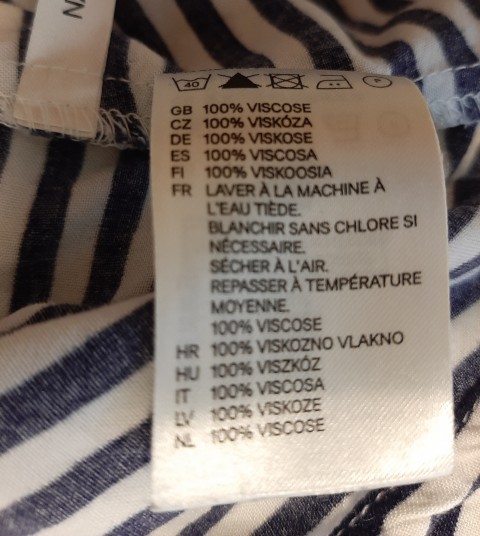 40
P
GB 100% VISCOSE
CZ 100% VISKÓZA
DE 100% VISKOSE
ES 100% VISCOSA
FI 100% VISKOOSIA
FR LAVER À LA MACHINE À
L'EAU TIÈDE.
BLANCHIR SANS CHLORE SI
NÉCESSAIRE.
SÉCHER À L'AIR.
REPASSER À TEMPÉRATURE
MOYENNE.
100% VISCOSE
HR 100% VISKOZNO VLAKNO
HU 100% VISZKÓZ
IT 100% VISCOSA
LV 100% VISKOZE
NL 100% VISCOSE